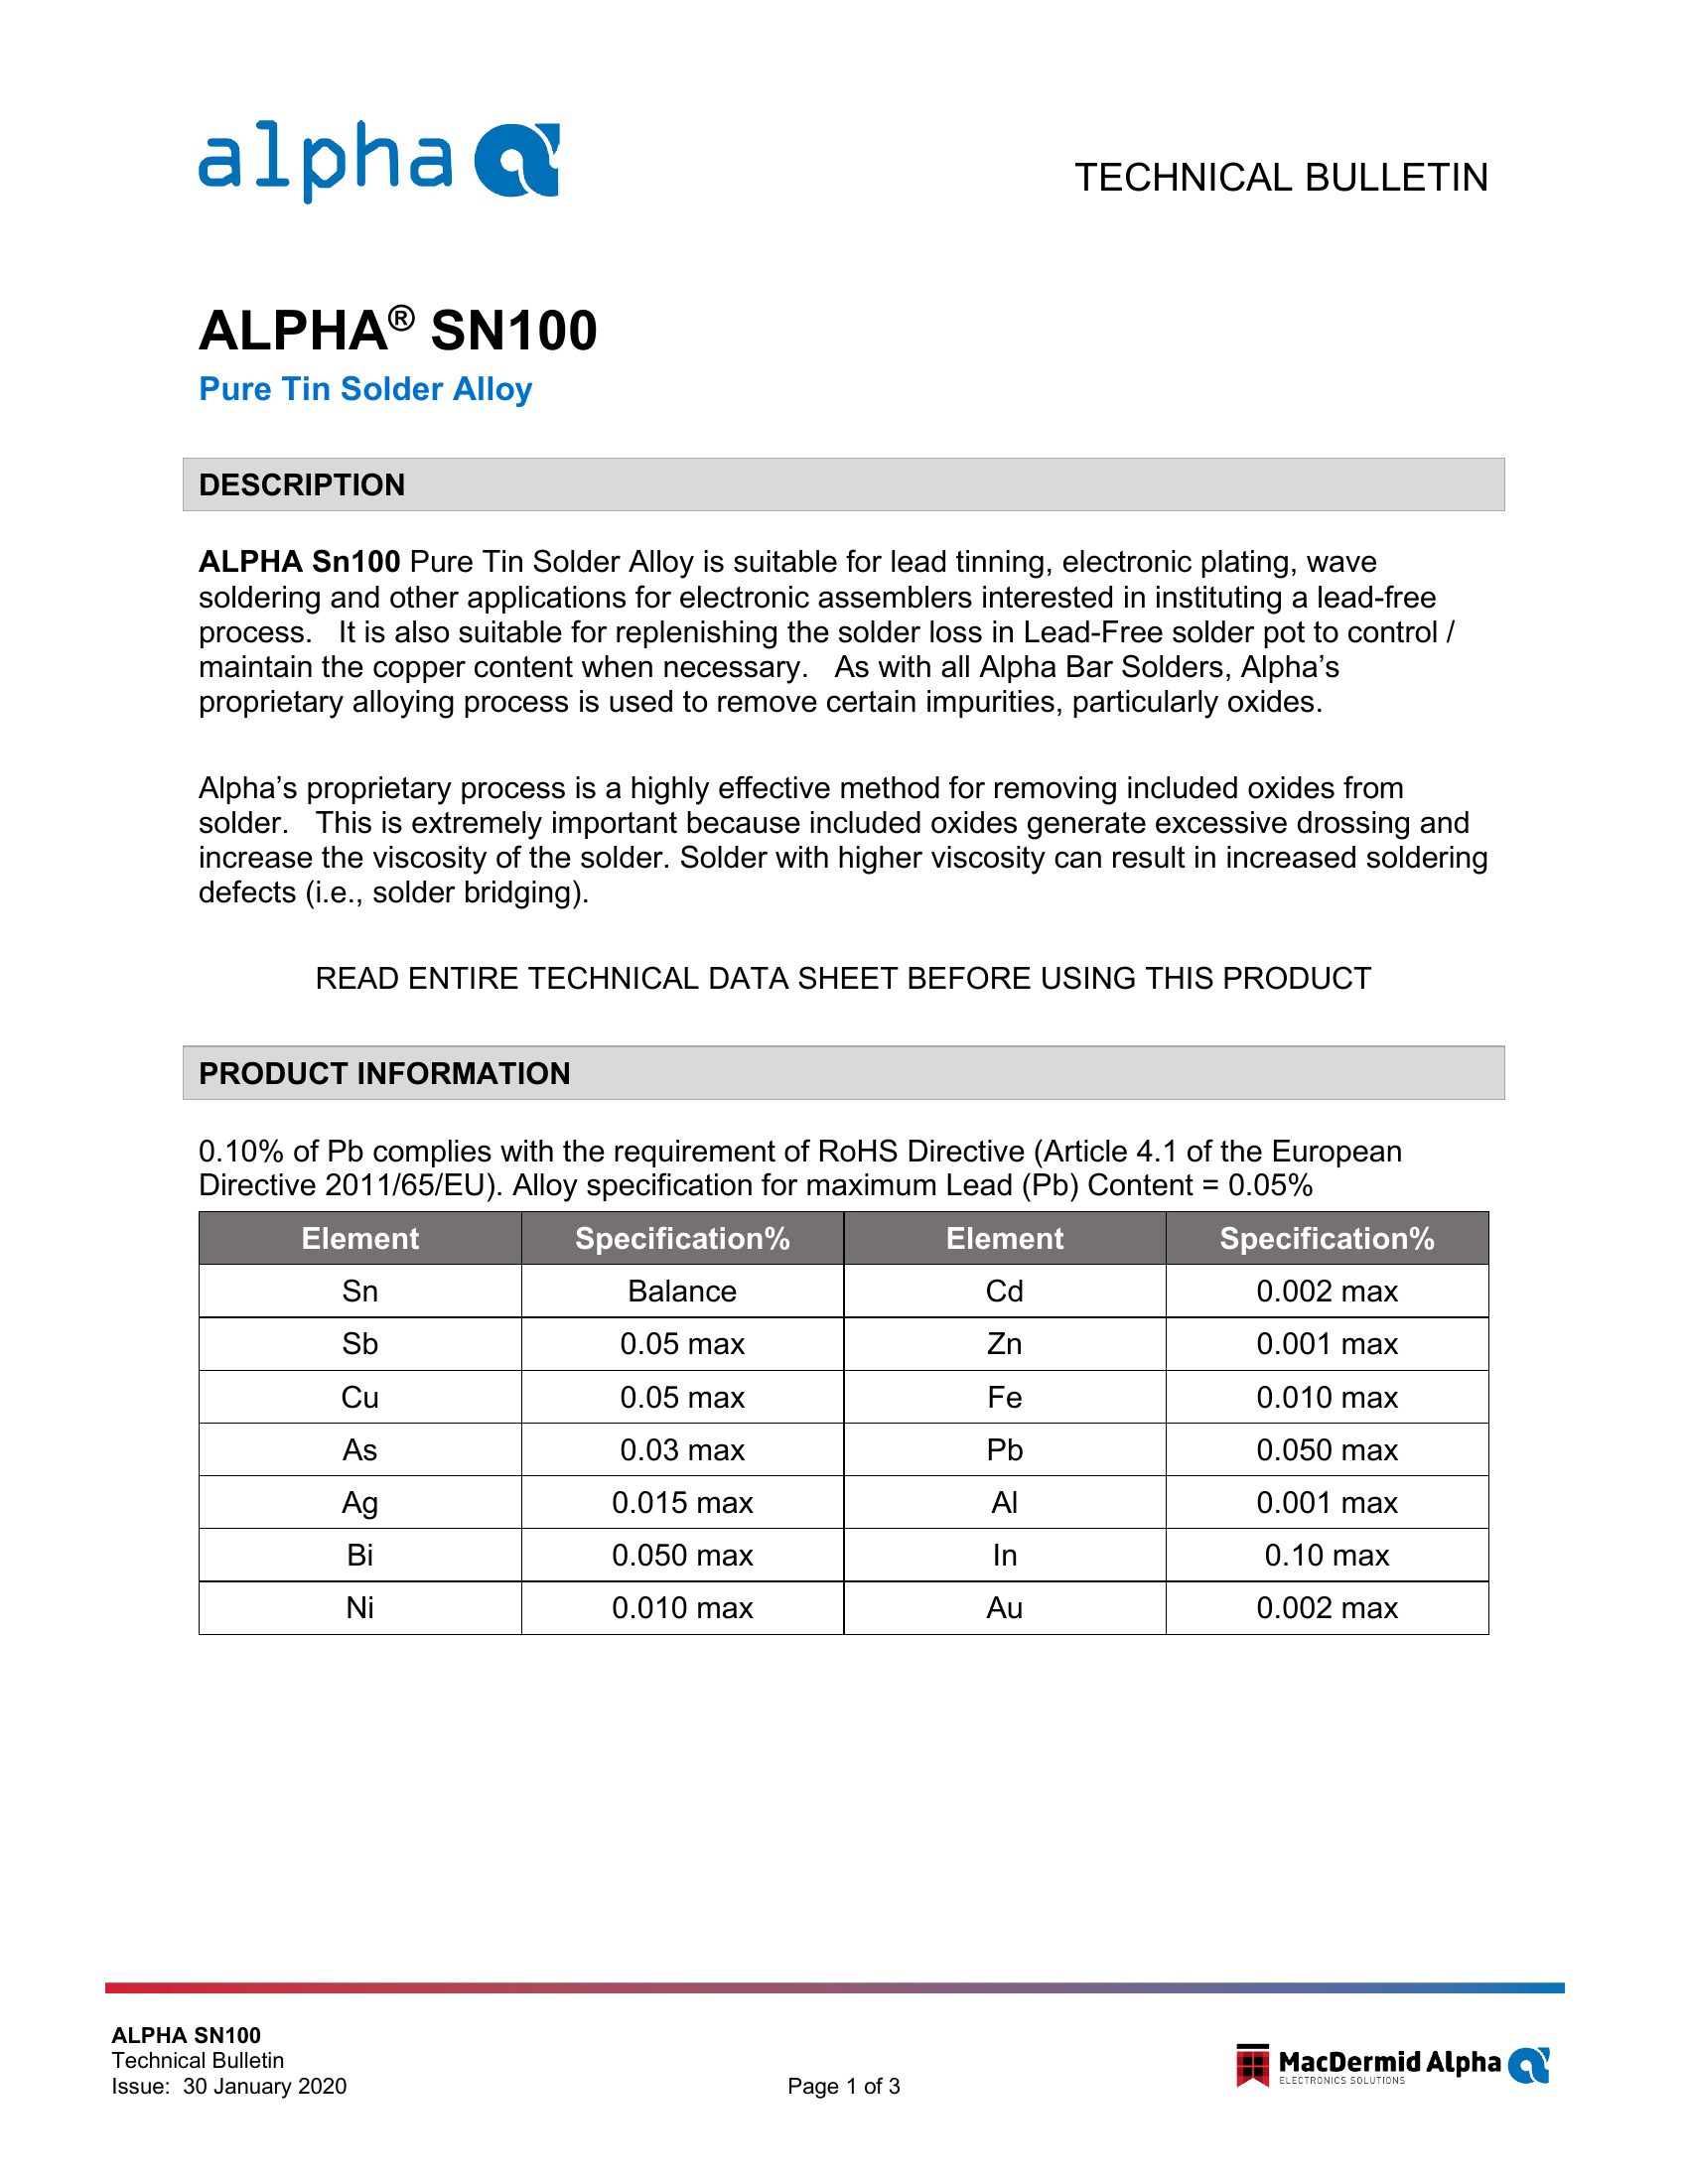 alpha
TECHNICAL BULLETIN
ALPHA® SN100
Pure Tin Solder Alloy
DESCRIPTION
ALPHA Sn100 Pure Tin Solder Alloy is suitable for lead tinning, electronic plating, wave
soldering and other applications for electronic assemblers interested in instituting a lead-free
process.   It is also suitable for replenishing the solder loss in Lead-Free solder pot to control /
maintain the copper content when necessary.   As with all Alpha Bar Solders, Alpha’s
proprietary alloying process is used to remove certain impurities, particularly oxides.
Alpha’s proprietary process is a highly effective method for removing included oxides from
solder.   This is extremely important because included oxides generate excessive drossing and
increase the viscosity of the solder. Solder with higher viscosity can result in increased soldering
defects (i.e., solder bridging).
READ ENTIRE TECHNICAL DATA SHEET BEFORE USING THIS PRODUCT
PRODUCT INFORMATION
0.10% of Pb complies with the requirement of RoHS Directive (Article 4.1 of the European
Directive 2011/65/EU). Alloy specification for maximum Lead (Pb) Content = 0.05%
Element Specification% Element Specification%
Sn Balance Cd 0.002 max
Sb 0.05 max Zn 0.001 max
Cu 0.05 max Fe 0.010 max
As 0.03 max Pb 0.050 max
Ag 0.015 max Al 0.001 max
Bi 0.050 max In 0.10 max
Ni 0.010 max Au 0.002 max
ALPHA SN100
Technical Bulletin
Issue:  30 January 2020
Page 1 of 3
MacDermid Alpha
ELECTRONICS SOLUTIONS